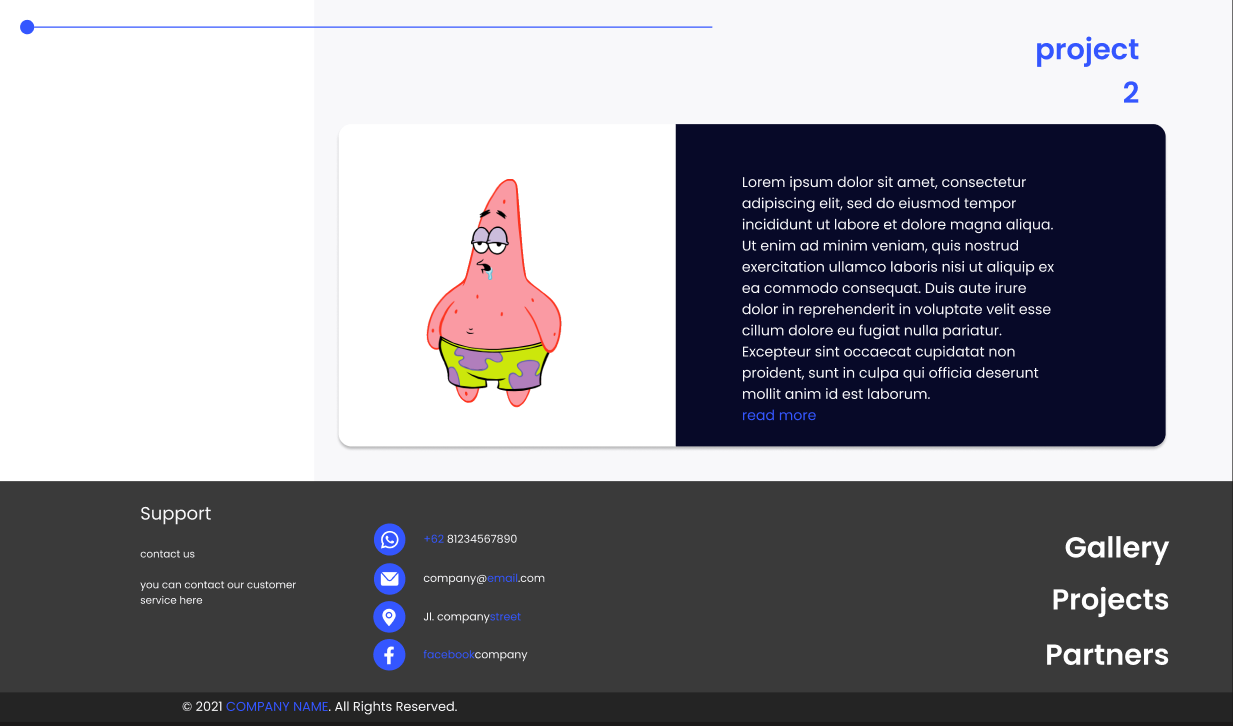 project
2
Lorem ipsum dolor sit amet, consectetur
adipiscing elit, sed do eiusmod tempor
incididunt ut labore et dolore magna aliqua.
Ut enim ad minim veniam, quis nostrud
exercitation ullamco laboris nisi ut aliquip ex
ea commodo consequat. Duis aute irure
dolor in reprehenderit in voluptate velit esse
cillum dolore eu fugiat nulla pariatur.
Excepteur sint occaecat cupidatat non
proident, sunt in culpa qui officia deserunt
mollit anim id est laborum.
read more
Support
contact us
you can contact our customer
service here
+62 81234567890
company@email.com
Jl. companystreet
facebookcompany
Gallery
Projects
Partners
© 2021 COMPANY NAME. All Rights Reserved.